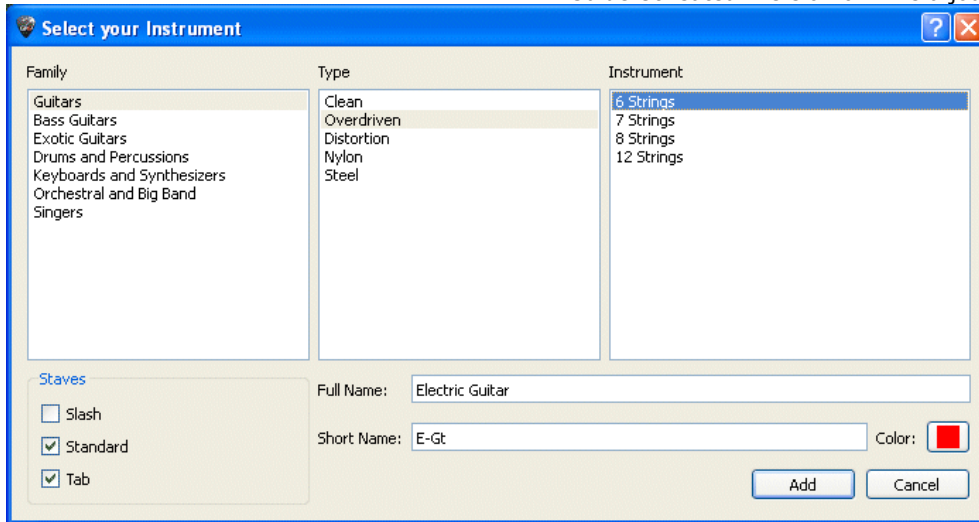 Select your Instrument
Family
Type
Instrument
Guitars
Bass Guitars
Exotic Guitars
Drums and Percussions
Keyboards and Synthesizers
Orchestral and Big Band
Singers
Clean
Overdriven
Distortion
Nylon
Steel
6 Strings
7 Strings
8 Strings
12 Strings
Staves
Slash
Standard
Tab
Full Name: Electric Guitar
Short Name: E-Gt
Color:
Add
Cancel